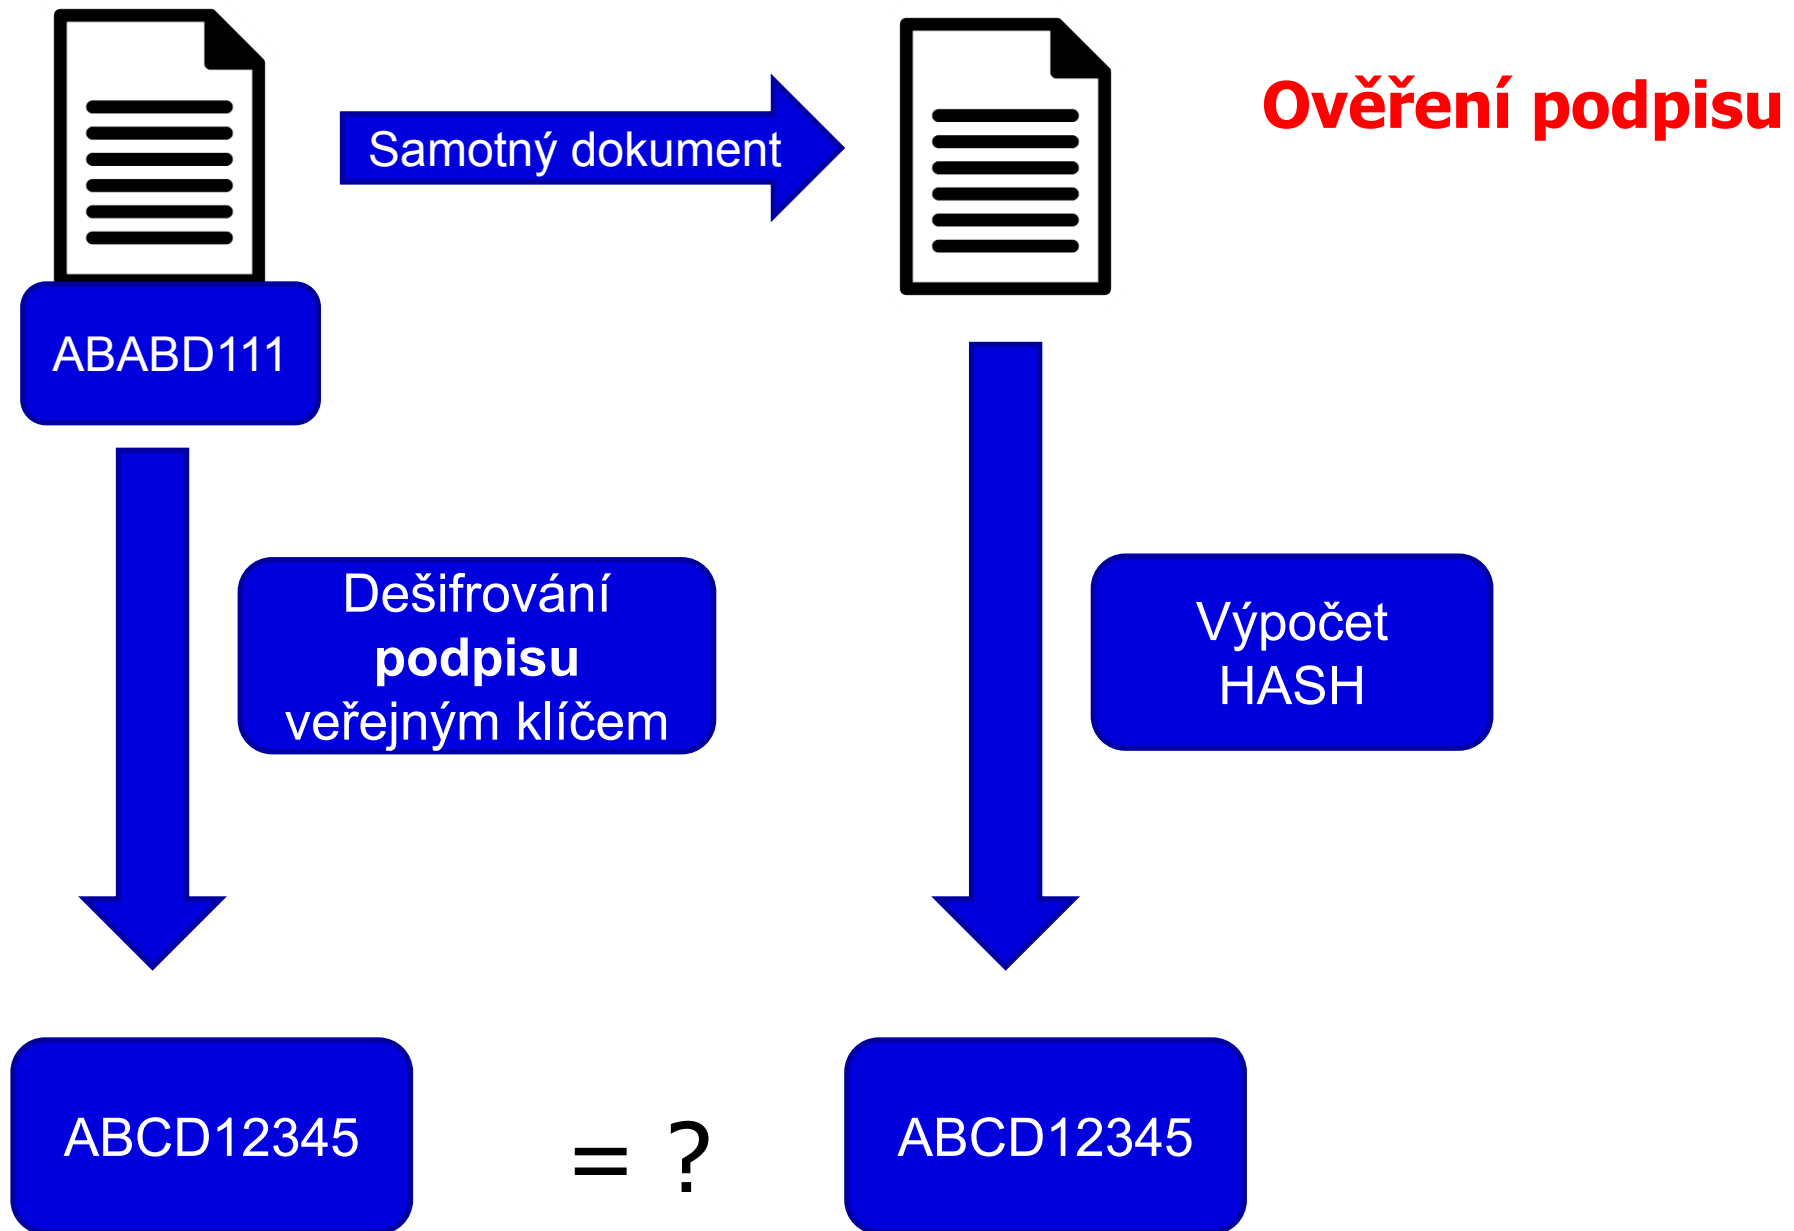 Samotný dokument
Ověření podpisu
ABABD111
Dešifrování
podpisu
veřejným klíčem
Výpočet
HASH
ABCD12345
= ?
ABCD12345